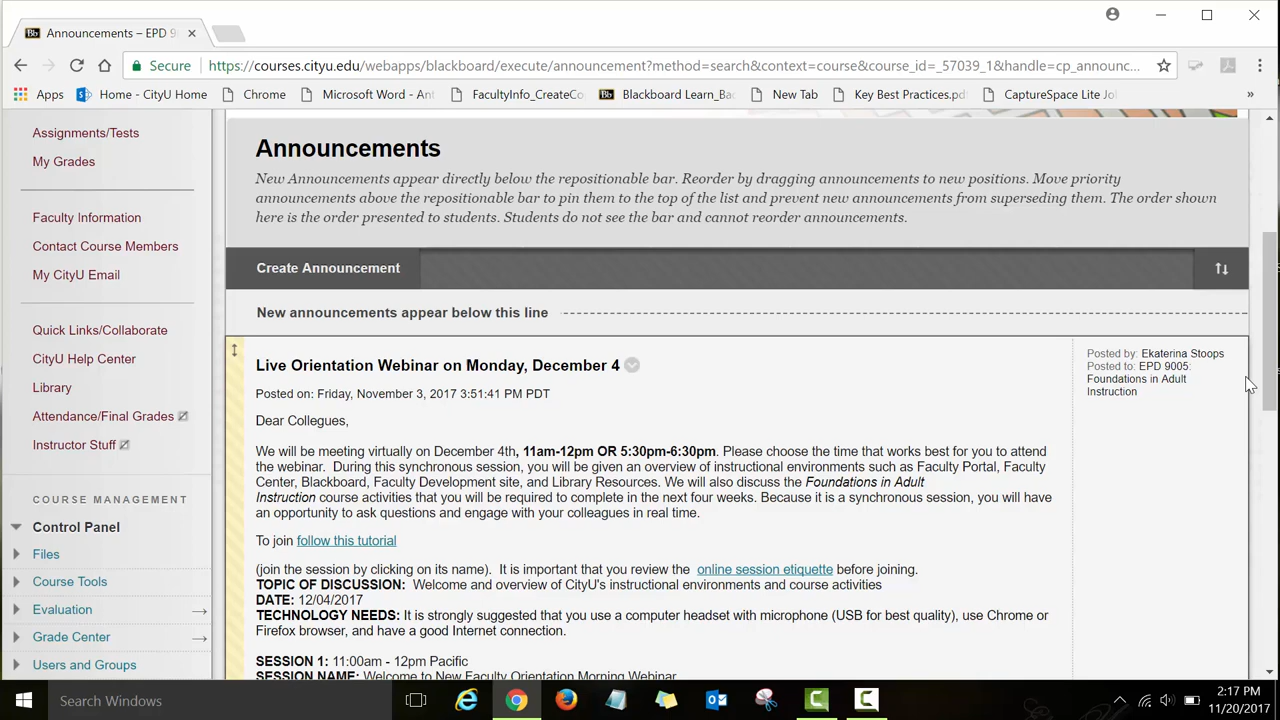 Announcements – EPD 9
Secure
https://courses.cityu.edu/webapps/blackboard/execute/announcement?method=search&context=course&course_id=_57039_1&handle=cp_announc...
Apps
Home - CityU Home
Chrome
Microsoft Word - Ant
FacultyInfo_CreateCo
Bb
Blackboard Learn_Ba
New Tab
Key Best Practices.pd
CaptureSpace Lite Jo
»
Assignments/Tests
My Grades
Faculty Information
Contact Course Members
My CityU Email
Quick Links/Collaborate
CityU Help Center
Library
Attendance/Final Grades
Instructor Stuff
COURSE MANAGEMENT
Control Panel
Files
Course Tools
Evaluation
Grade Center
Users and Groups
Announcements
New Announcements appear directly below the repositionable bar. Reorder by dragging announcements to new positions. Move priority
announcements above the repositionable bar to pin them to the top of the list and prevent new announcements from superseding them. The order shown
here is the order presented to students. Students do not see the bar and cannot reorder announcements.
Create Announcement
New announcements appear below this line
Live Orientation Webinar on Monday, December 4
Posted on: Friday, November 3, 2017 3:51:41 PM PDT
Dear Collegues,
We will be meeting virtually on December 4th, 11am-12pm OR 5:30pm-6:30pm. Please choose the time that works best for you to attend
the webinar. During this synchronous session, you will be given an overview of instructional environments such as Faculty Portal, Faculty
Center, Blackboard, Faculty Development site, and Library Resources. We will also discuss the Foundations in Adult
Instruction course activities that you will be required to complete in the next four weeks. Because it is a synchronous session, you will have
an opportunity to ask questions and engage with your colleagues in real time.
To join follow this tutorial
(join the session by clicking on its name). It is important that you review the online session etiquette before joining.
TOPIC OF DISCUSSION: Welcome and overview of CityU's instructional environments and course activities
DATE: 12/04/2017
TECHNOLOGY NEEDS: It is strongly suggested that you use a computer headset with microphone (USB for best quality), use Chrome or
Firefox browser, and have a good Internet connection.
SESSION 1: 11:00am - 12pm Pacific
SESSION NAME: Welcome to New Faculty Orientation Morning Webinar
Posted by: Ekaterina Stoops
Posted to: EPD 9005:
Foundations in Adult
Instruction
Search Windows
2:17 PM
11/20/2017